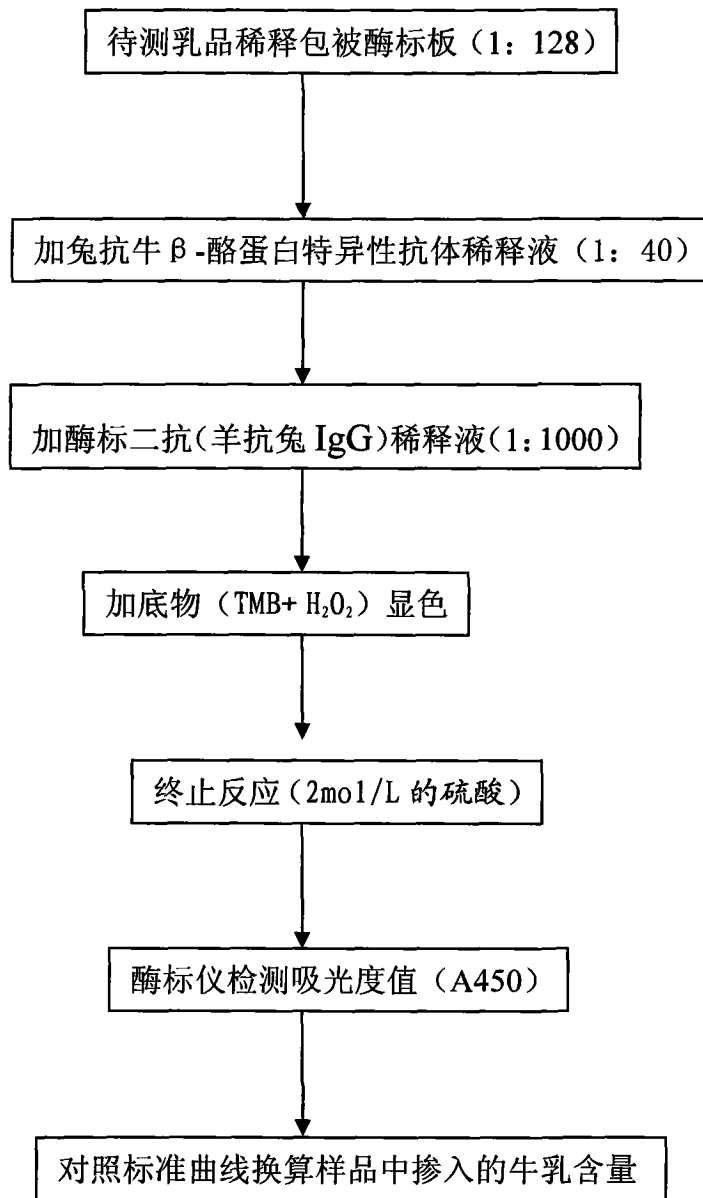 待测乳品稀释包被酶标板（1: 128）
加兔抗牛β-酪蛋白特异性抗体稀释液（1: 40）
加酶标二抗（羊抗兔 IgG）稀释液（1:1000）
加底物（TMB+ H₂O₂）显色
终止反应（2mol/L 的硫酸）
酶标仪检测吸光度值（A450）
对照标准曲线换算样品中掺入的牛乳含量